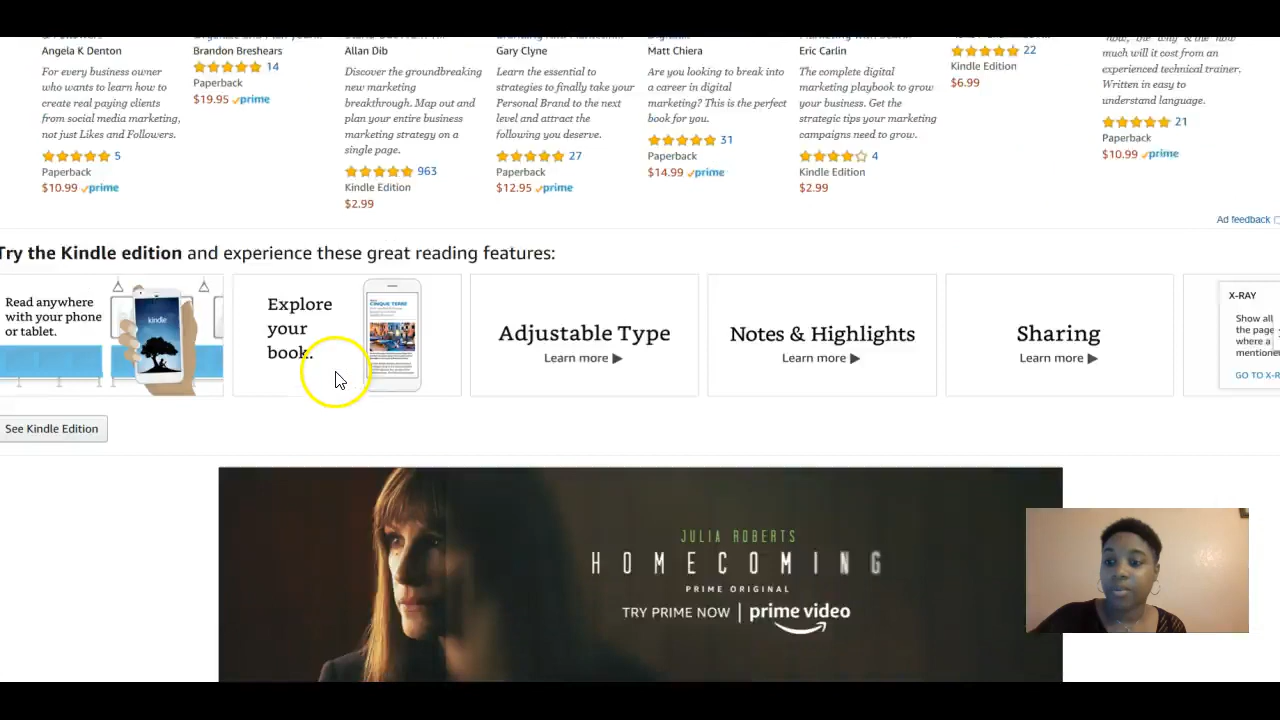 Angela K Denton
For every business owner
who wants to learn how to
create real paying clients
from social media marketing,
not just Likes and Followers.
5
Paperback
$10.99 prime
Brandon Breshears
14
Paperback
$19.95 prime
Allan Dib
Discover the groundbreaking
new marketing
breakthrough. Map out and
plan your entire business
marketing strategy on a
single page.
963
Kindle Edition
$2.99
Gary Clyne
Learn the essential to
strategies to finally take your
Personal Brand to the next
level and attract the
following you deserve.
27
Paperback
$12.95 prime
Matt Chiera
Are you looking to break into
a career in digital
marketing? This is the perfect
book for you.
31
Paperback
$14.99 prime
Eric Carlin
The complete digital
marketing playbook to grow
your business. Get the
strategic tips your marketing
campaigns need to grow.
4
Kindle Edition
$2.99
22
Kindle Edition
$6.99
much will it cost from an
experienced technical trainer.
Written in easy to
understand language.
21
Paperback
$10.99 prime
Ad feedback
Try the Kindle edition and experience these great reading features:
Read anywhere
with your phone
or tablet.
kindle
Explore
your
book.
CINQUE TERRE
Adjustable Type
Learn more
Notes & Highlights
Learn more
Sharing
Learn more
X-RAY
Show all
the page
where a
mentione
GO TO X-R
See Kindle Edition
JULIA ROBERTS
HOMECOMING
PRIME ORIGINAL
TRY PRIME NOW | prime video